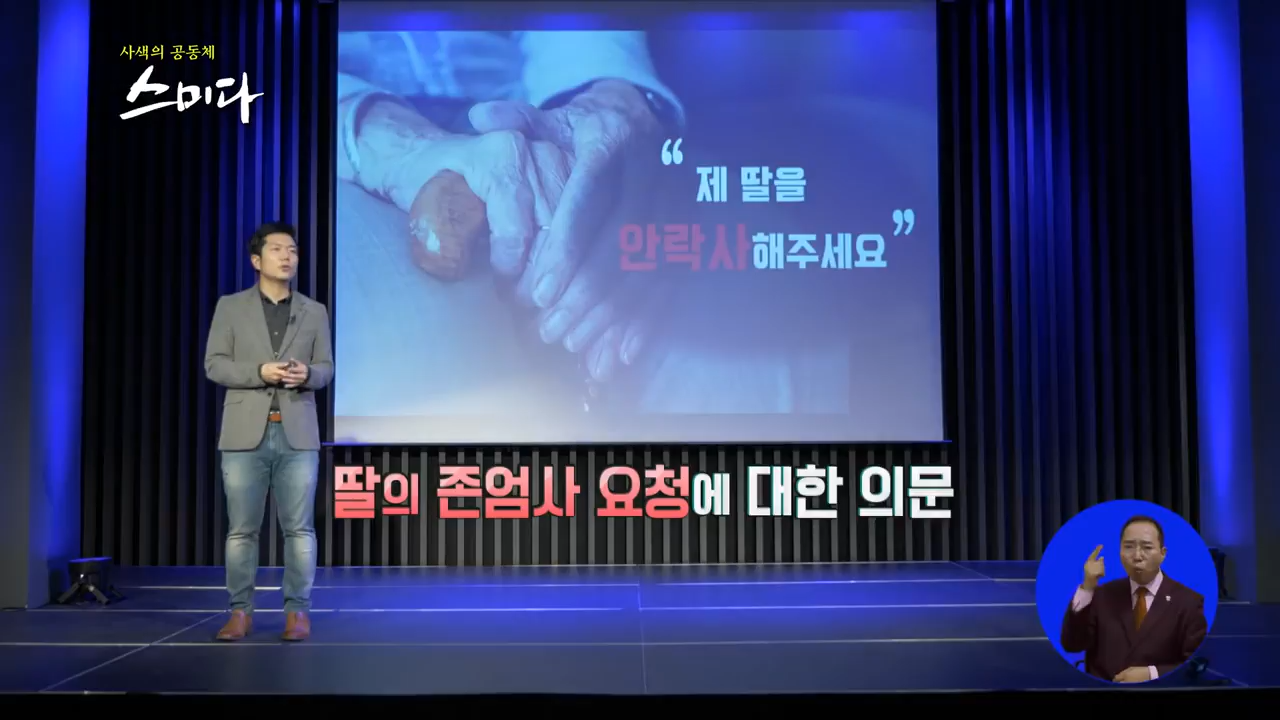 사색의 공동체
스미다
“ 제 딸을
안락사해주세요 ”
딸의 존엄사 요청에 대한 의문